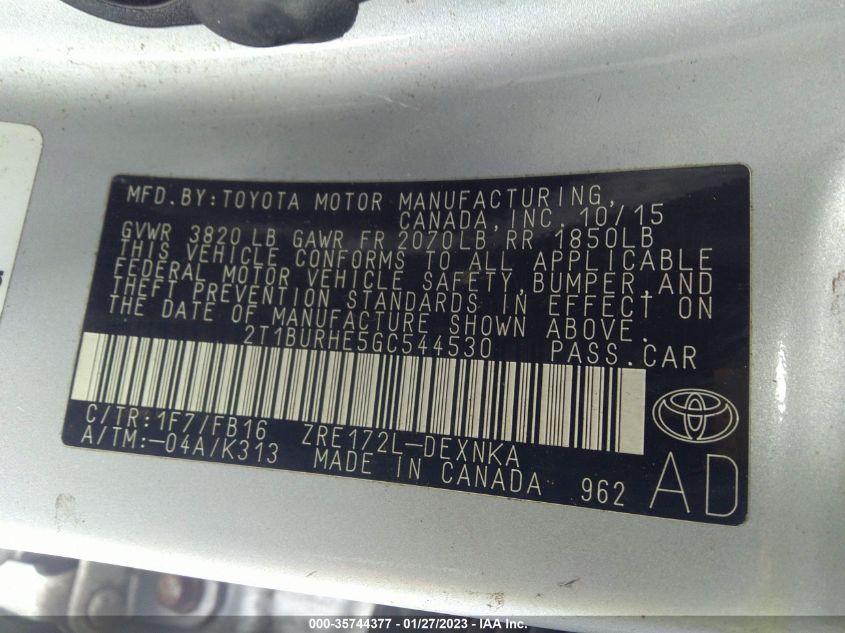 MFD.BY:TOYOTA MOTOR MANUFACTURING,
CANADA,INC. 10/15
GVWR 3820 LB GAWR FR 2070LB RR 1850LB
THIS VEHICLE CONFORMS TO ALL APPLICABLE
FEDERAL MOTOR VEHICLE SAFETY,BUMPER,AND
THEFT PREVENTION STANDARDS IN EFFECT ON
THE DATE OF MANUFACTURE SHOWN ABOVE.
2T1BURHE5GC544530 PASS.CAR
C/TR:1F7/FB16 ZRE172L-DEXNKA
A/TM:-04A/K313 MADE IN CANADA 962 AD
000-35744377 - 01/27/2023 - IAA Inc.